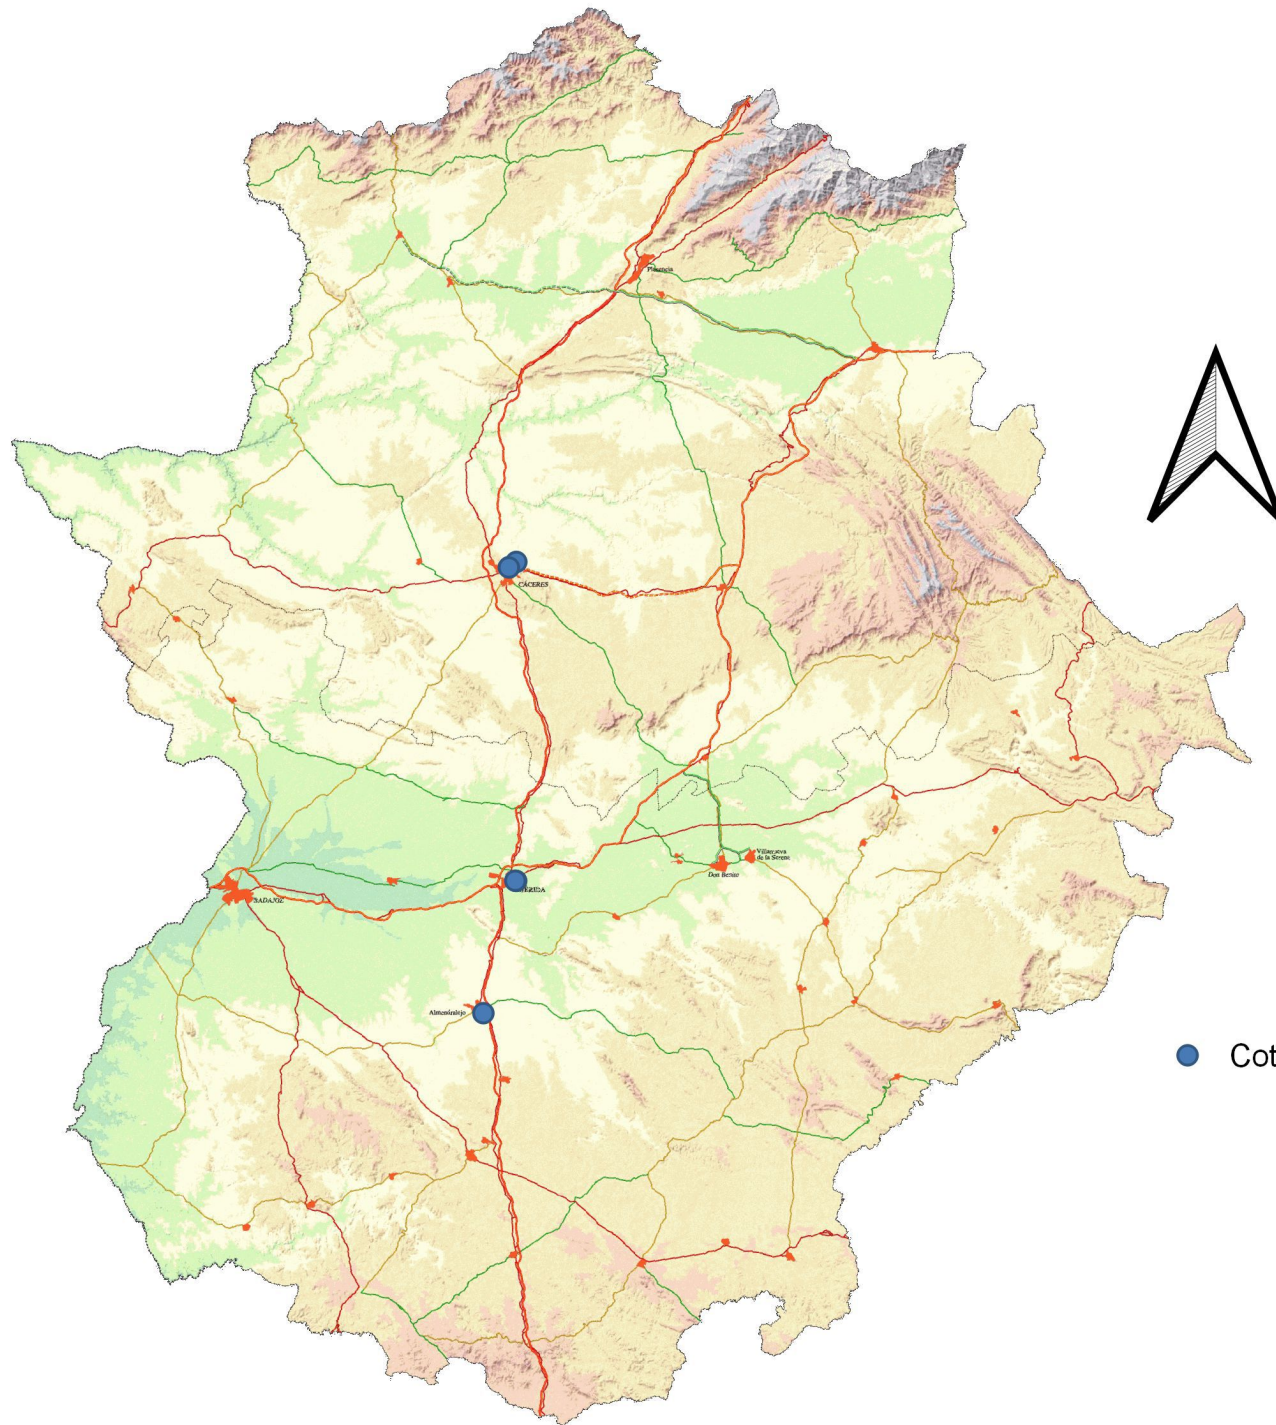 Plasencia
CÁCERES
Villanueva
de la Serena
Don Benito
MÉRIDA
BADAJOZ
Almendralejo
Cot